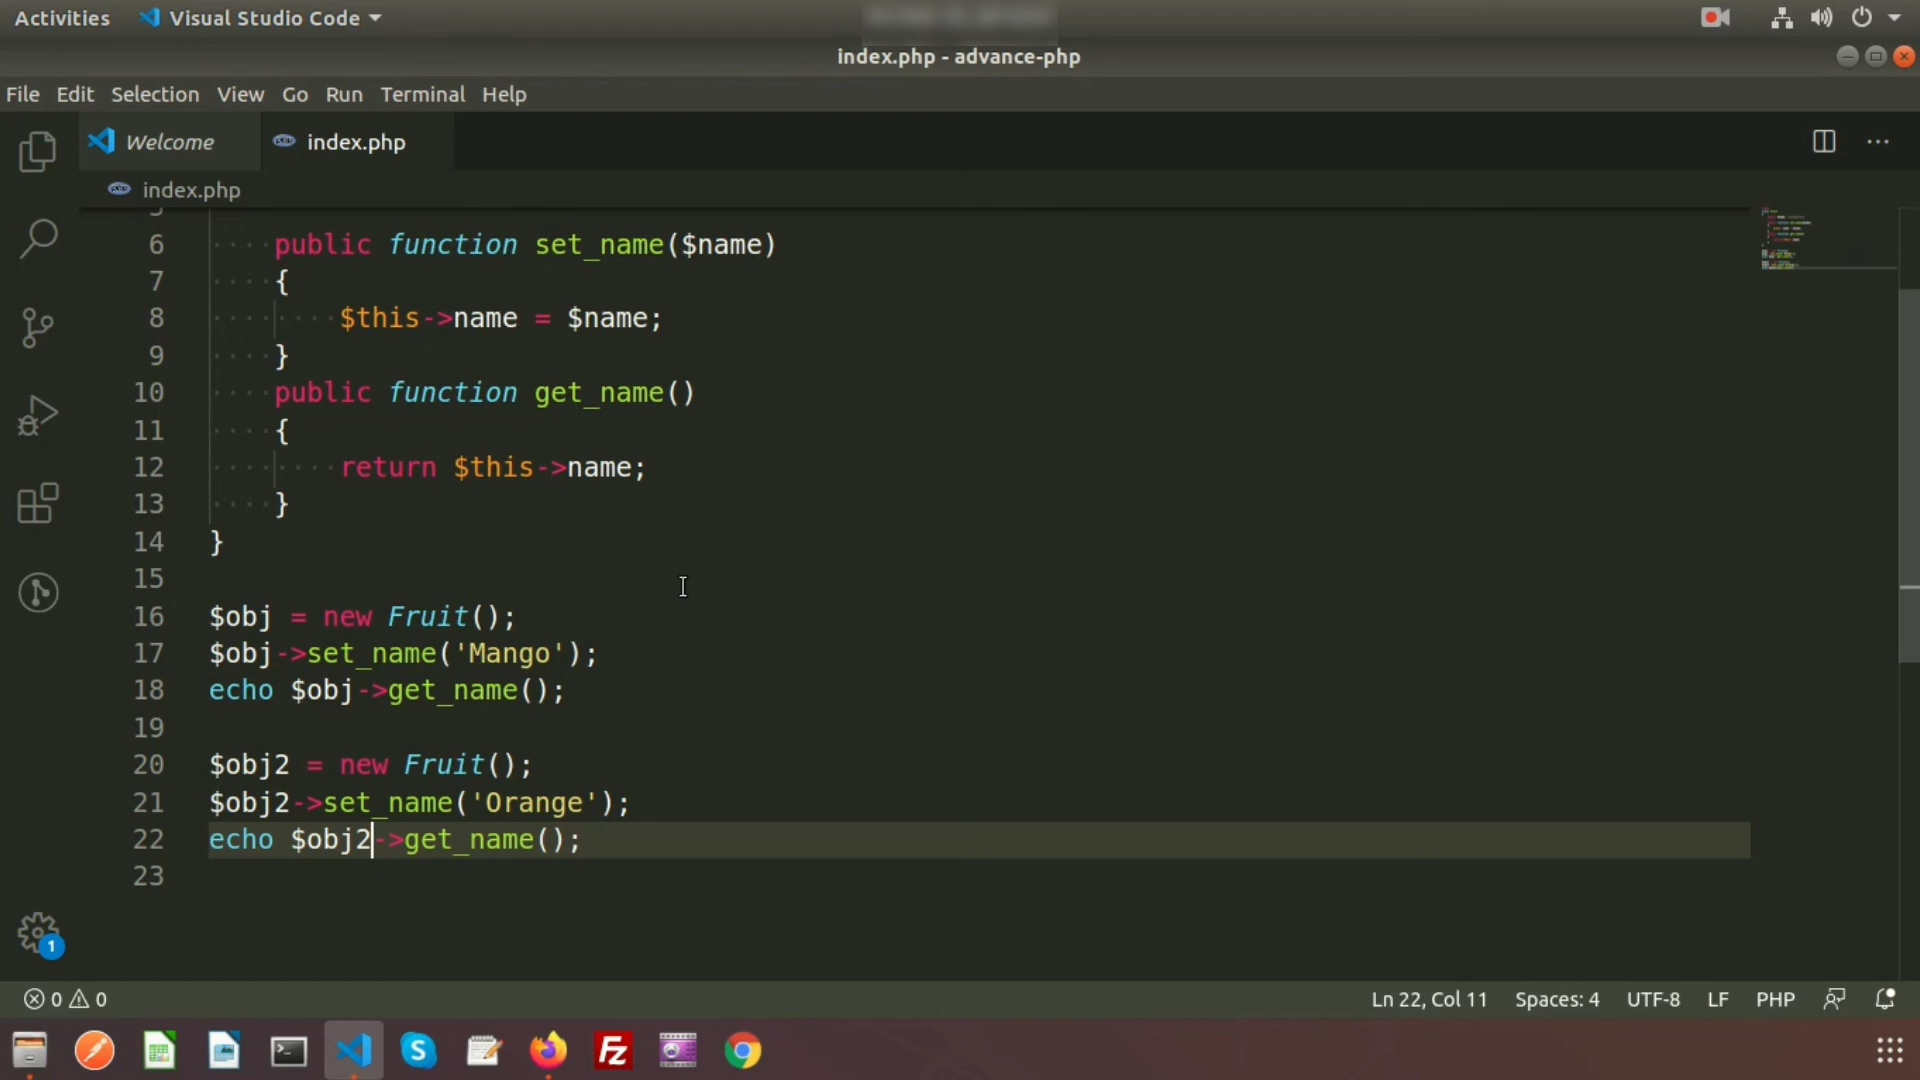 Activities Visual Studio Code
index.php - advance-php
File Edit Selection View Go Run Terminal Help
Welcome index.php
index.php
6 public function set_name($name)
7 {
8 $this->name = $name;
9 }
10 public function get_name()
11 {
12 return $this->name;
13 }
14 }
15
16 $obj = new Fruit();
17 $obj->set_name('Mango');
18 echo $obj->get_name();
19
20 $obj2 = new Fruit();
21 $obj2->set_name('Orange');
22 echo $obj2->get_name();
23
1
0 0 Ln 22, Col 11 Spaces: 4 UTF-8 LF PHP
S Fz